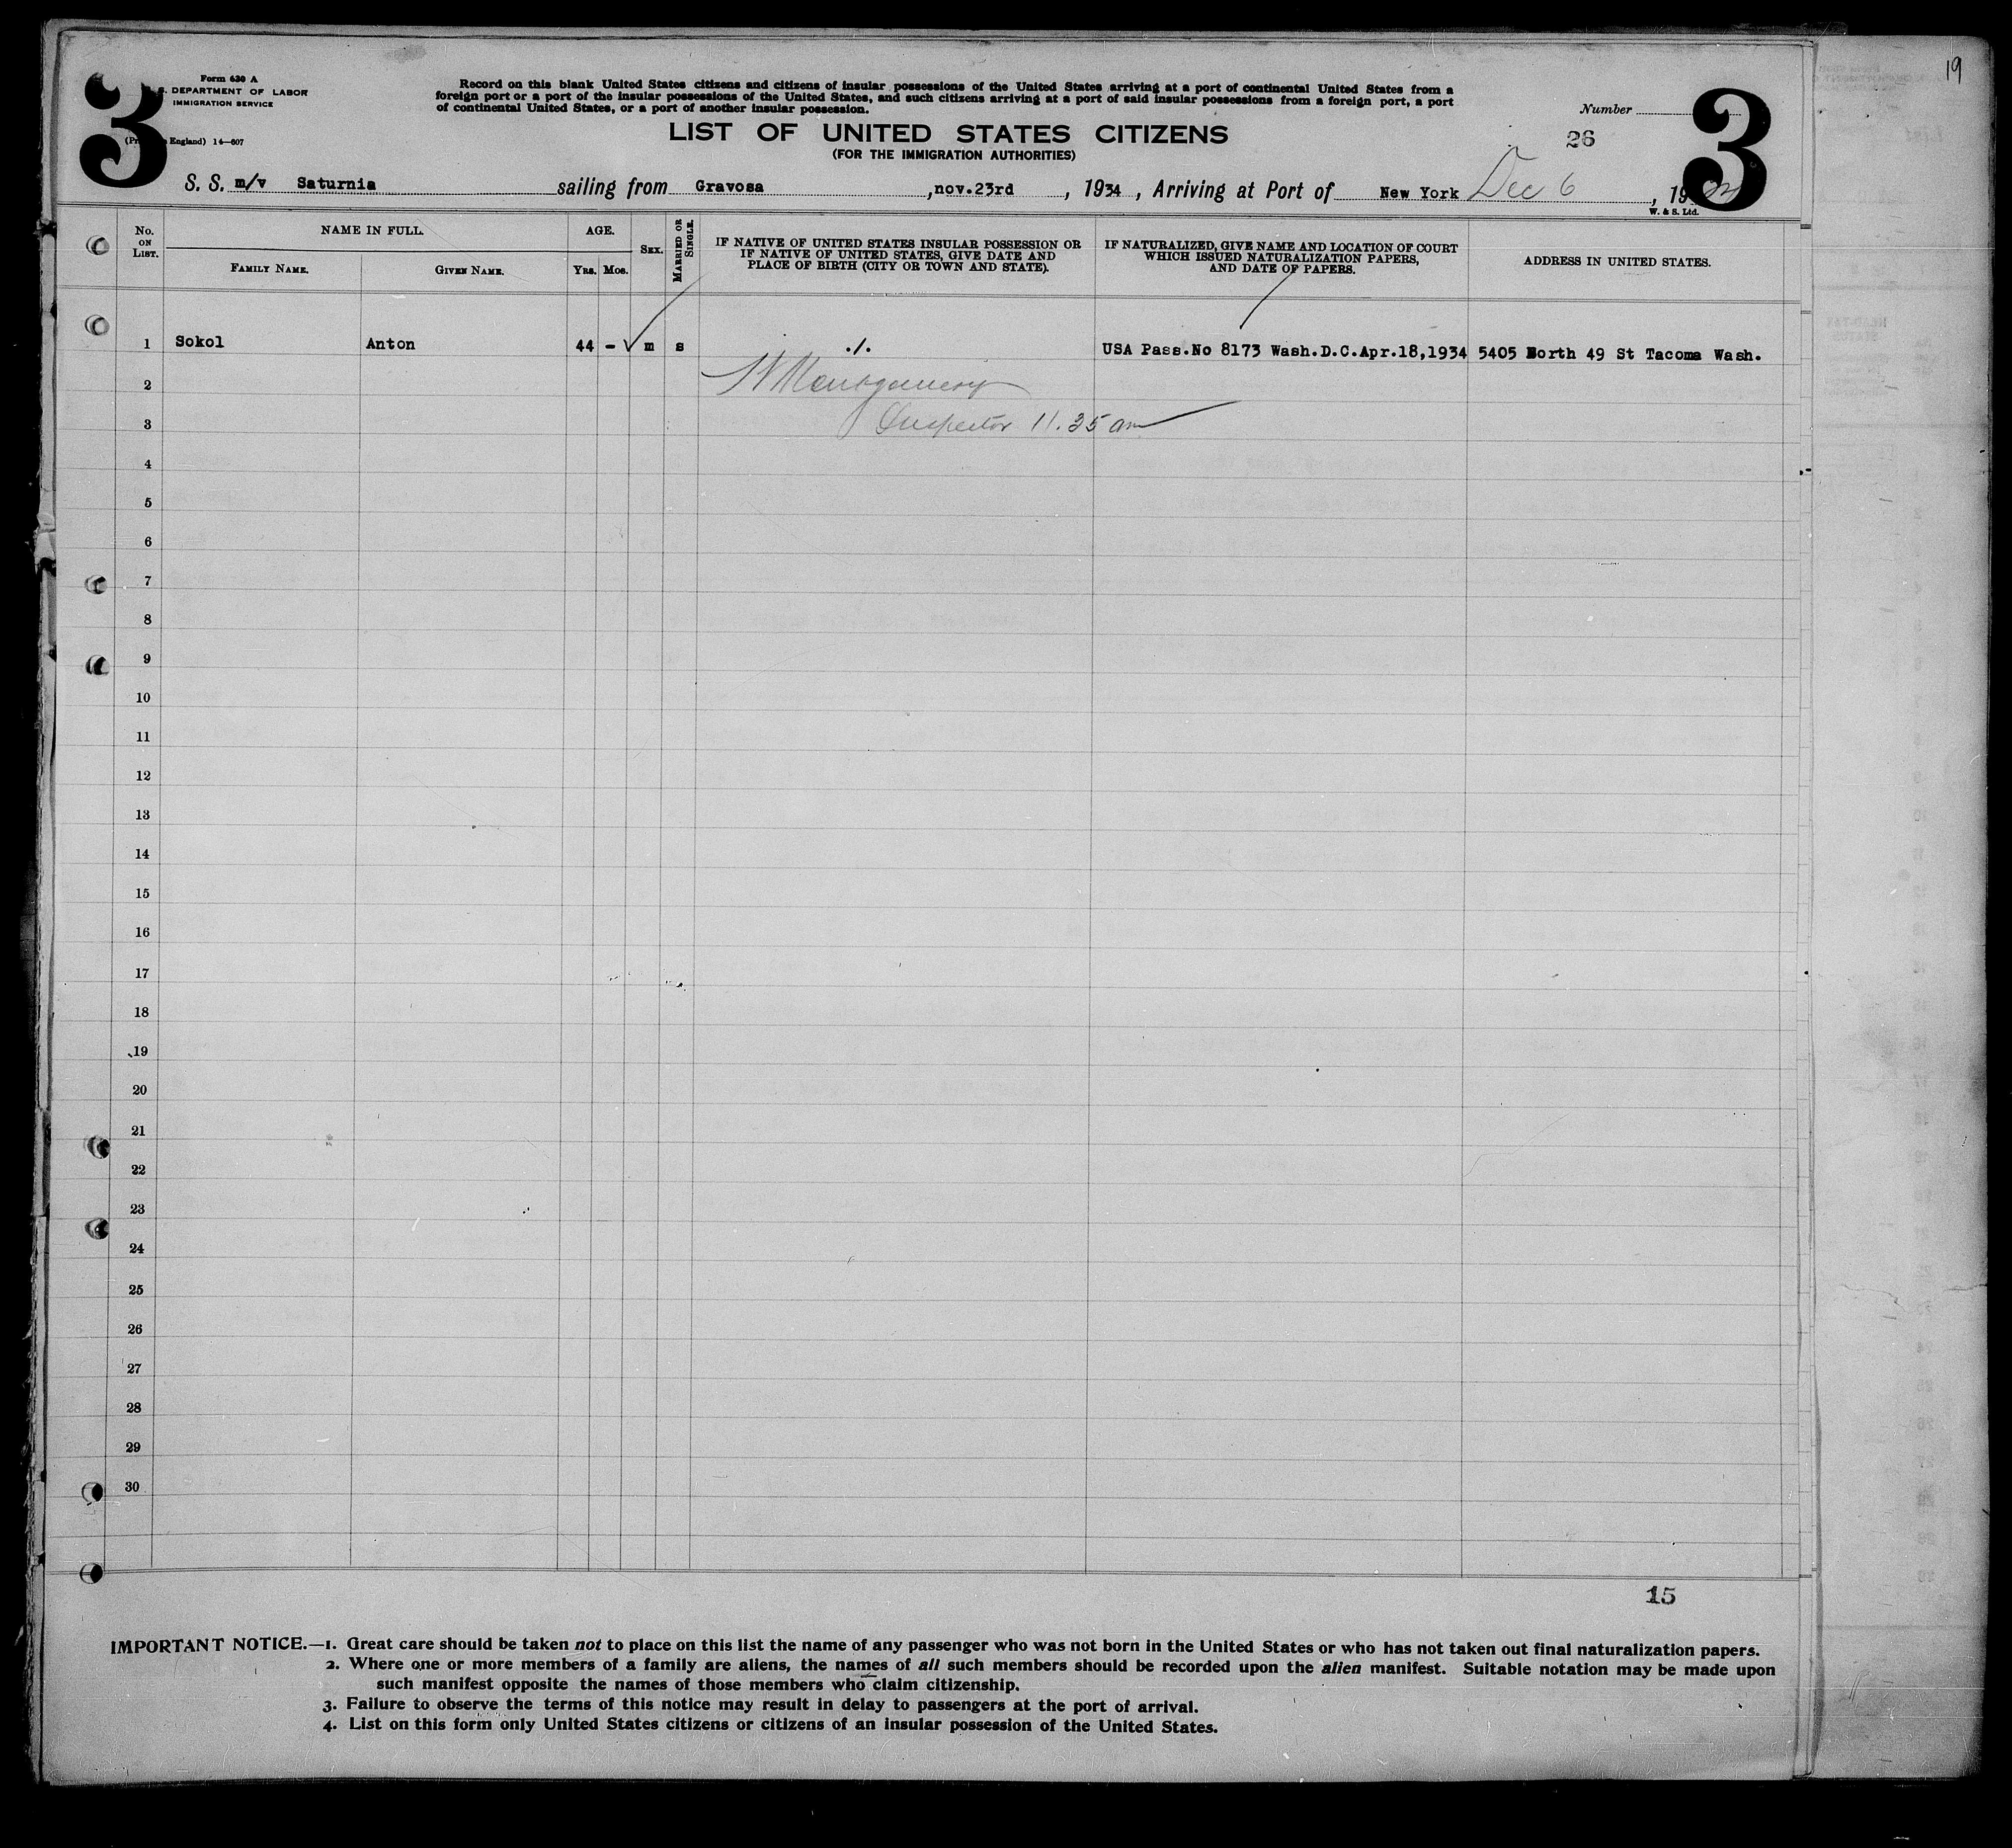 19
3
3
Form 630 A
S. DEPARTMENT OF LABOR
IMMIGRATION SERVICE
England) 14—607
Record on this blank United States citizens and citizens of insular possessions of the United States arriving at a port of continental United States from a
foreign port or a port of the insular possessions of the United States, and such citizens arriving at a port of said insular possessions from a foreign port, a port
of continental United States, or a port of another insular possession.
Number
26
LIST OF UNITED STATES CITIZENS
(FOR THE IMMIGRATION AUTHORITIES)
S. S. m/v Saturnia sailing from Gravosa, nov.23rd, 1934, Arriving at Port of New York Dec 6, 19
W. & S. Ltd.
No. ON LIST.
NAME IN FULL.
FAMILY NAME.
GIVEN NAME.
AGE.
YRS.
MOS.
SEX.
MARRIED OR SINGLE.
IF NATIVE OF UNITED STATES INSULAR POSSESSION OR
IF NATIVE OF UNITED STATES, GIVE DATE AND
PLACE OF BIRTH (CITY OR TOWN AND STATE).
IF NATURALIZED, GIVE NAME AND LOCATION OF COURT
WHICH ISSUED NATURALIZATION PAPERS,
AND DATE OF PAPERS.
ADDRESS IN UNITED STATES.
1 Sokol Anton 44 - m s ./. USA Pass.No 8173 Wash.D.C.Apr.18,1934 5405 North 49 St Tacoma Wash.
2 Montgomery
3 Inspector 11.35 am
4
5
6
7
8
9
10
11
12
13
14
15
16
17
18
19
20
21
22
23
24
25
26
27
28
29
30
15
IMPORTANT NOTICE.—1. Great care should be taken not to place on this list the name of any passenger who was not born in the United States or who has not taken out final naturalization papers.
2. Where one or more members of a family are aliens, the names of all such members should be recorded upon the alien manifest. Suitable notation may be made upon
such manifest opposite the names of those members who claim citizenship.
3. Failure to observe the terms of this notice may result in delay to passengers at the port of arrival.
4. List on this form only United States citizens or citizens of an insular possession of the United States.